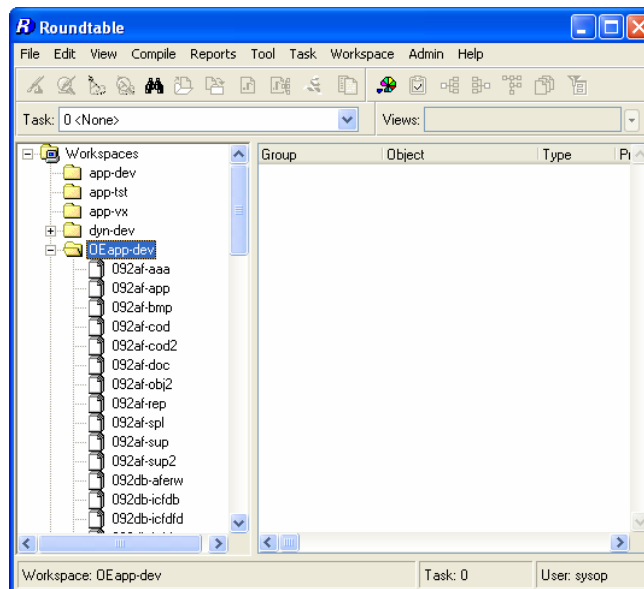 Roundtable
File Edit View Compile Reports Tool Task Workspace Admin Help
Task: 0 <None> Views:
Workspaces
app-dev
app-tst
app-vx
dyn-dev
OEapp-dev
092af-aaa
092af-app
092af-bmp
092af-cod
092af-cod2
092af-doc
092af-obj2
092af-rep
092af-spl
092af-sup
092af-sup2
092db-aferw
092db-icfdb
092db-icfdfd
Group Object Type
Workspace: OEapp-dev Task: 0 User: sysop